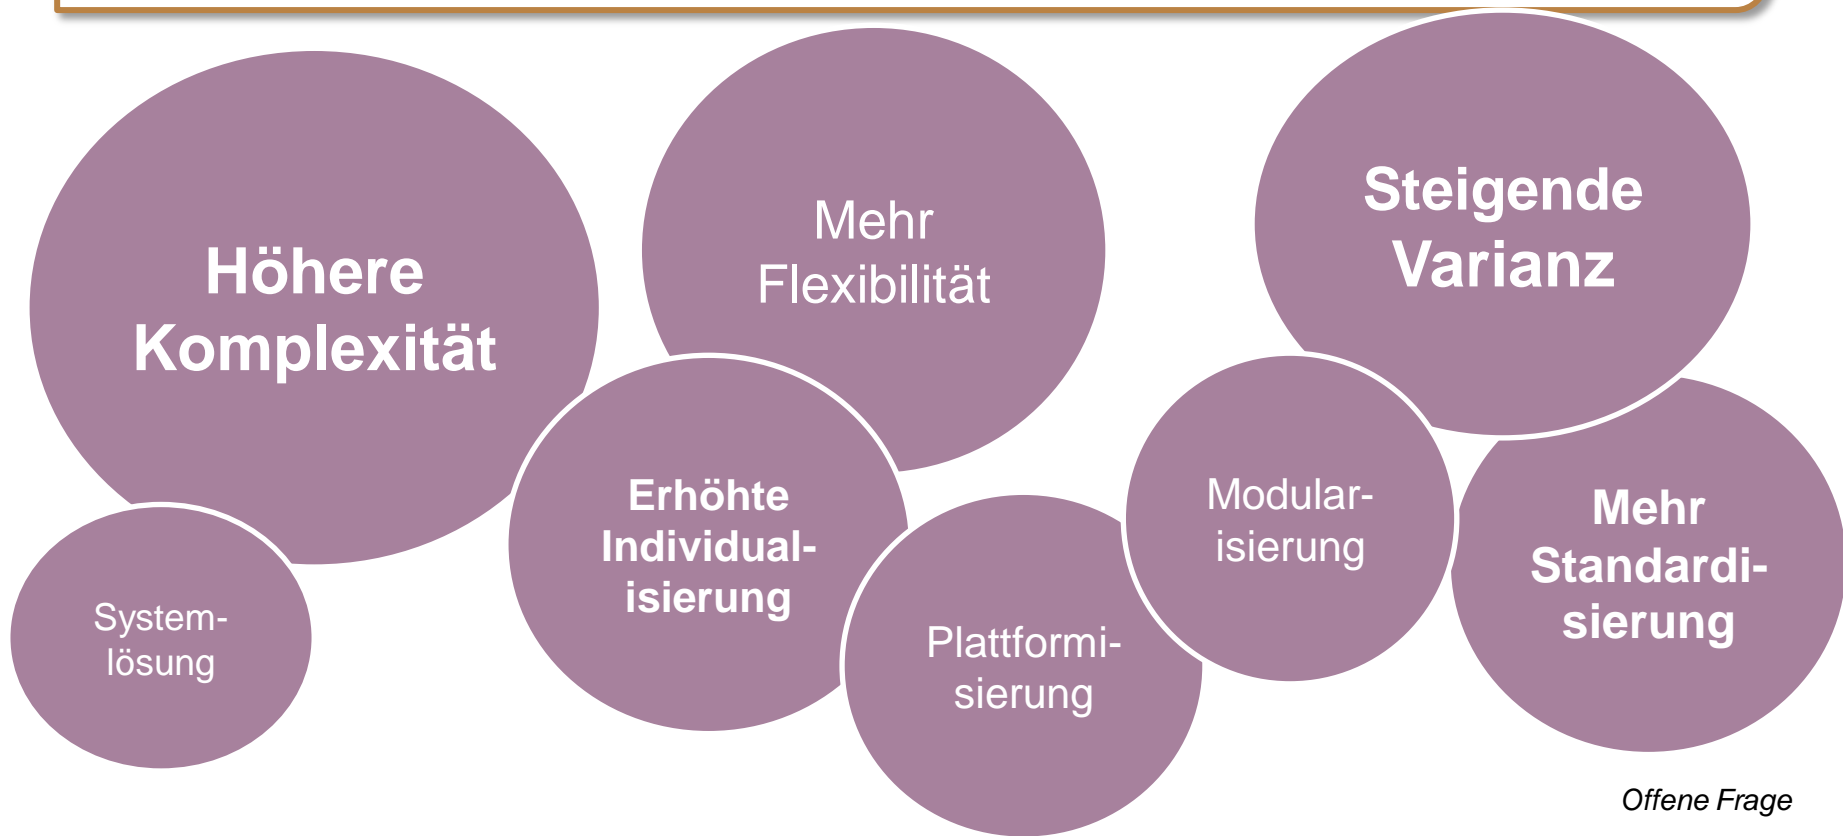 Höhere
Komplexität
Mehr
Flexibilität
Steigende
Varianz
Erhöhte
Individual-
isierung
Modular-
isierung
Mehr
Standardi-
sierung
System-
lösung
Plattformi-
sierung
Offene Frage